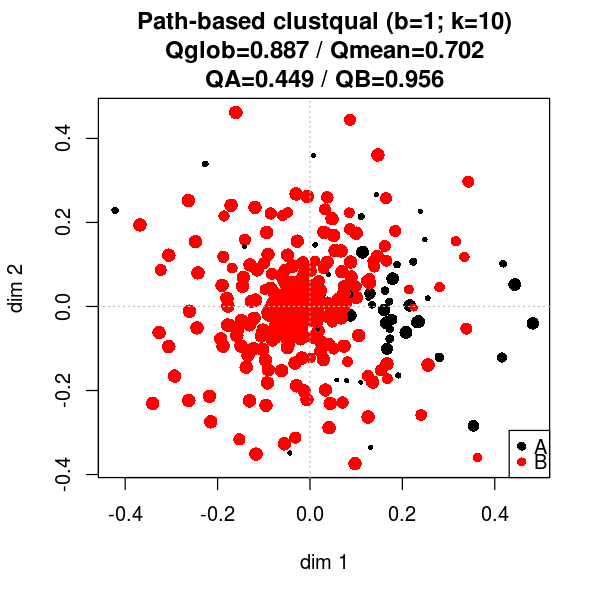 Path-based clustqual (b=1; k=10)
Qglob=0.887 / Qmean=0.702
QA=0.449 / QB=0.956
0.4
0.2
0.0
-0.2
-0.4
dim 2
A
B
-0.4 -0.2 0.0 0.2 0.4
dim 1